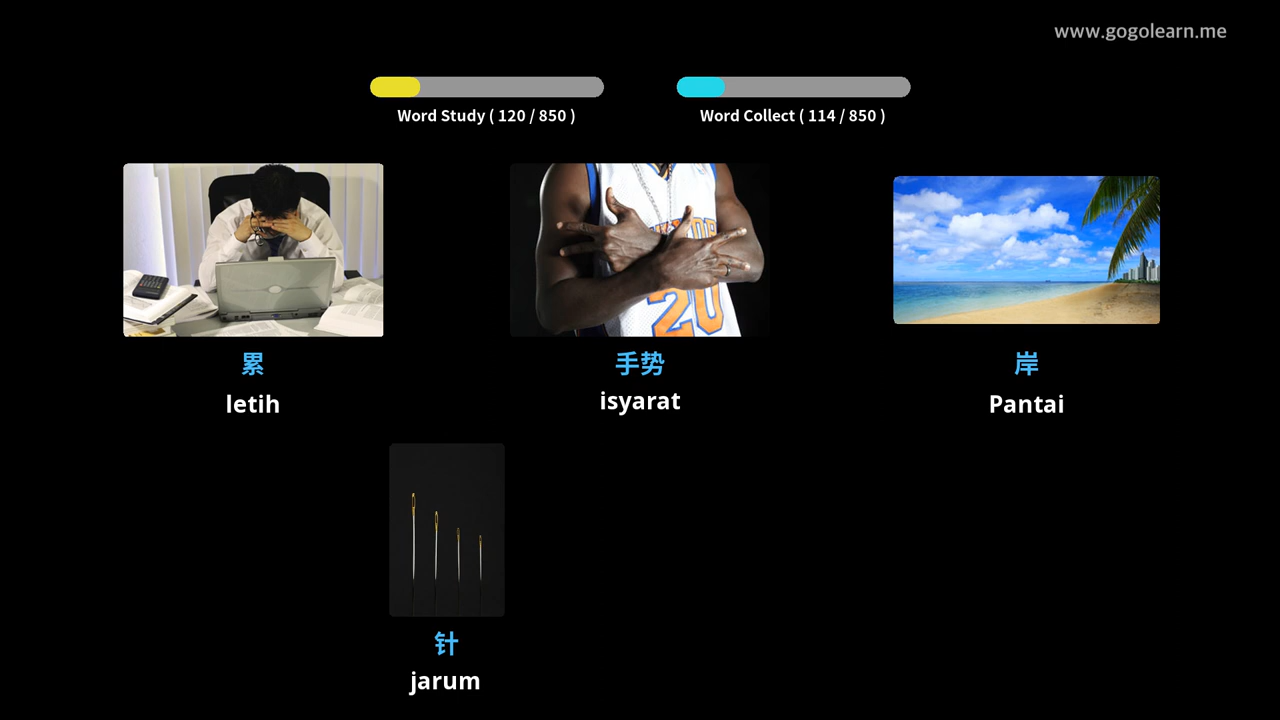 www.gogolearn.me
Word Study ( 120 / 850 )
Word Collect ( 114 / 850 )
20
累
手势
岸
letih
isyarat
Pantai
针
jarum